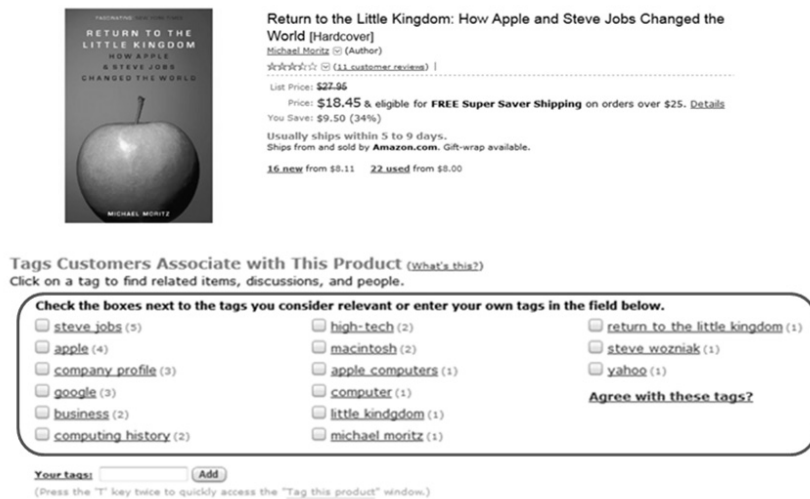 FASCINATING NEW YORK TIMES
RETURN TO THE
LITTLE KINGDOM
HOW APPLE
& STEVE JOBS
CHANGED THE WORLD
MICHAEL MORITZ
Return to the Little Kingdom: How Apple and Steve Jobs Changed the
World [Hardcover]
Michael Moritz (Author)
(11 customer reviews) |
List Price: $27.95
Price: $18.45 & eligible for FREE Super Saver Shipping on orders over $25. Details
You Save: $9.50 (34%)
Usually ships within 5 to 9 days.
Ships from and sold by Amazon.com. Gift-wrap available.
16 new from $8.11 22 used from $8.00
Tags Customers Associate with This Product (What's this?)
Click on a tag to find related items, discussions, and people.
Check the boxes next to the tags you consider relevant or enter your own tags in the field below.
steve jobs (5)
apple (4)
company profile (3)
google (3)
business (2)
computing history (2)
high-tech (2)
macintosh (2)
apple computers (1)
computer (1)
little kindgdom (1)
michael moritz (1)
return to the little kingdom (1)
steve wozniak (1)
yahoo (1)
Agree with these tags?
Your tags: Add
(Press the 'T' key twice to quickly access the "Tag this product" window.)